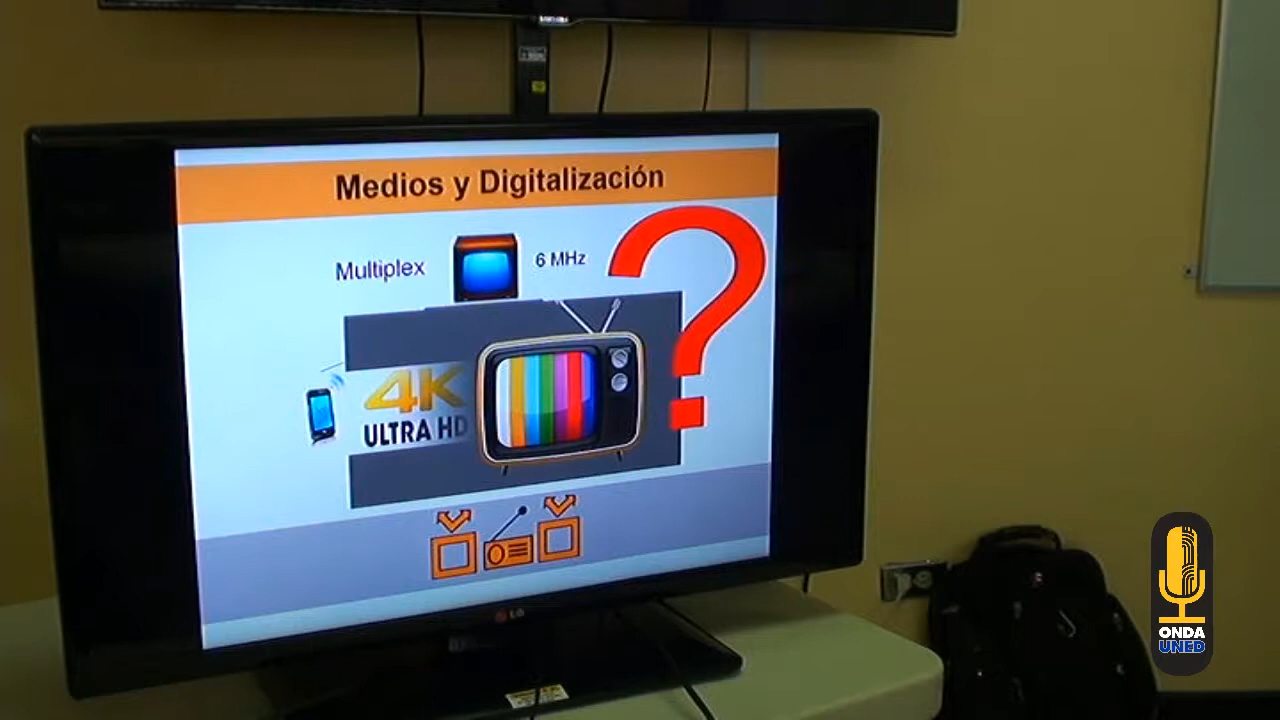 Medios y Digitalización
Multiplex
6 MHz
?
4K
ULTRA HD
LG
ONDA
UNED